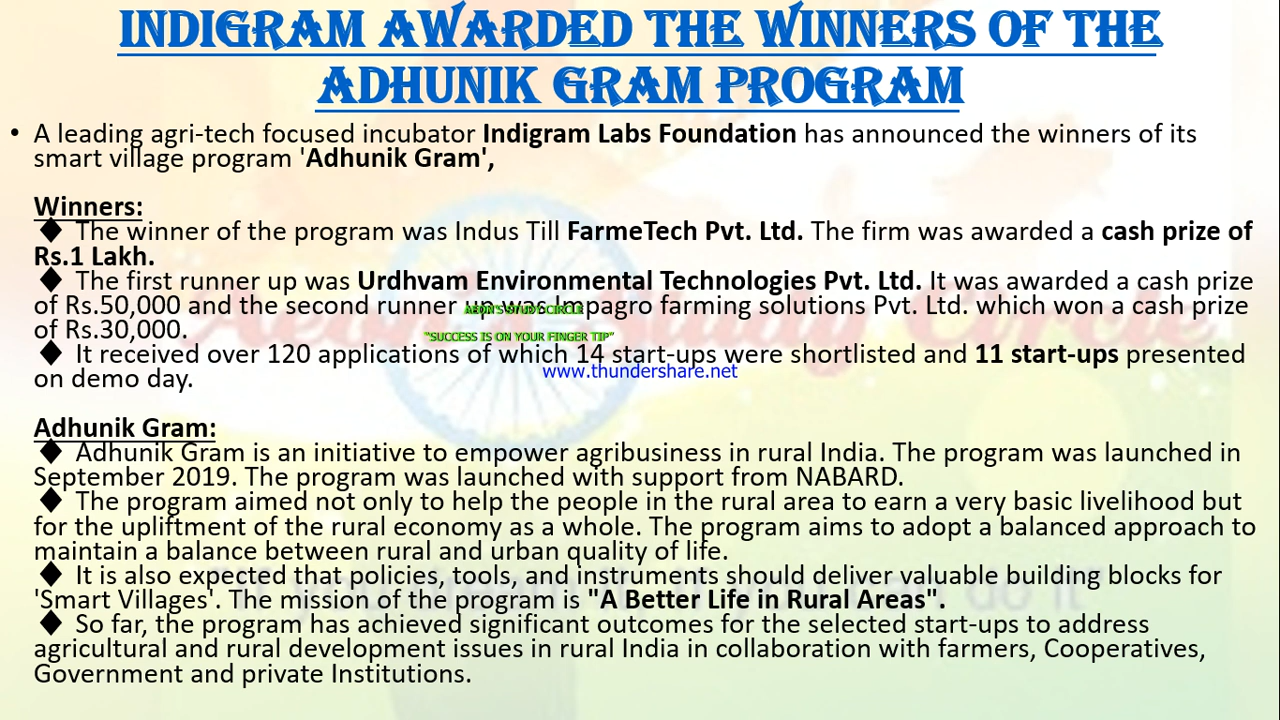 INDIGRAM AWARDED THE WINNERS OF THE
ADHUNIK GRAM PROGRAM
• A leading agri-tech focused incubator Indigram Labs Foundation has announced the winners of its
smart village program 'Adhunik Gram',
Winners:
◆ The winner of the program was Indus Till FarmeTech Pvt. Ltd. The firm was awarded a cash prize of
Rs.1 Lakh.
◆ The first runner up was Urdhvam Environmental Technologies Pvt. Ltd. It was awarded a cash prize
of Rs.50,000 and the second runner up was Impagro farming solutions Pvt. Ltd. which won a cash prize
AEON'S STUDY CIRCLE
of Rs.30,000.
"SUCCESS IS ON YOUR FINGER TIP"
◆ It received over 120 applications of which 14 start-ups were shortlisted and 11 start-ups presented
www.thundershare.net
on demo day.
Adhunik Gram:
◆ Adhunik Gram is an initiative to empower agribusiness in rural India. The program was launched in
September 2019. The program was launched with support from NABARD.
◆ The program aimed not only to help the people in the rural area to earn a very basic livelihood but
for the upliftment of the rural economy as a whole. The program aims to adopt a balanced approach to
maintain a balance between rural and urban quality of life.
◆ It is also expected that policies, tools, and instruments should deliver valuable building blocks for
'Smart Villages'. The mission of the program is "A Better Life in Rural Areas".
◆ So far, the program has achieved significant outcomes for the selected start-ups to address
agricultural and rural development issues in rural India in collaboration with farmers, Cooperatives,
Government and private Institutions.